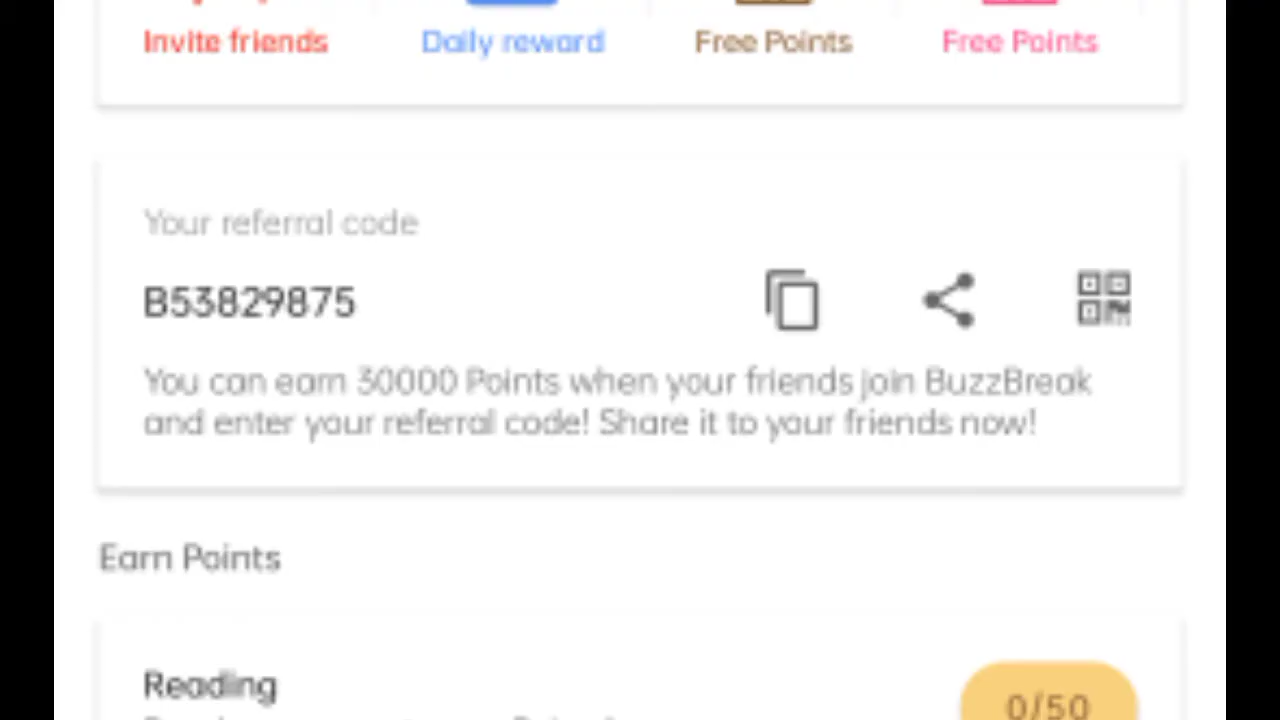 Invite friends Daily reward Free Points Free Points
Your referral code
B53829875
You can earn 30000 Points when your friends join BuzzBreak
and enter your referral code! Share it to your friends now!
Earn Points
Reading
0/50